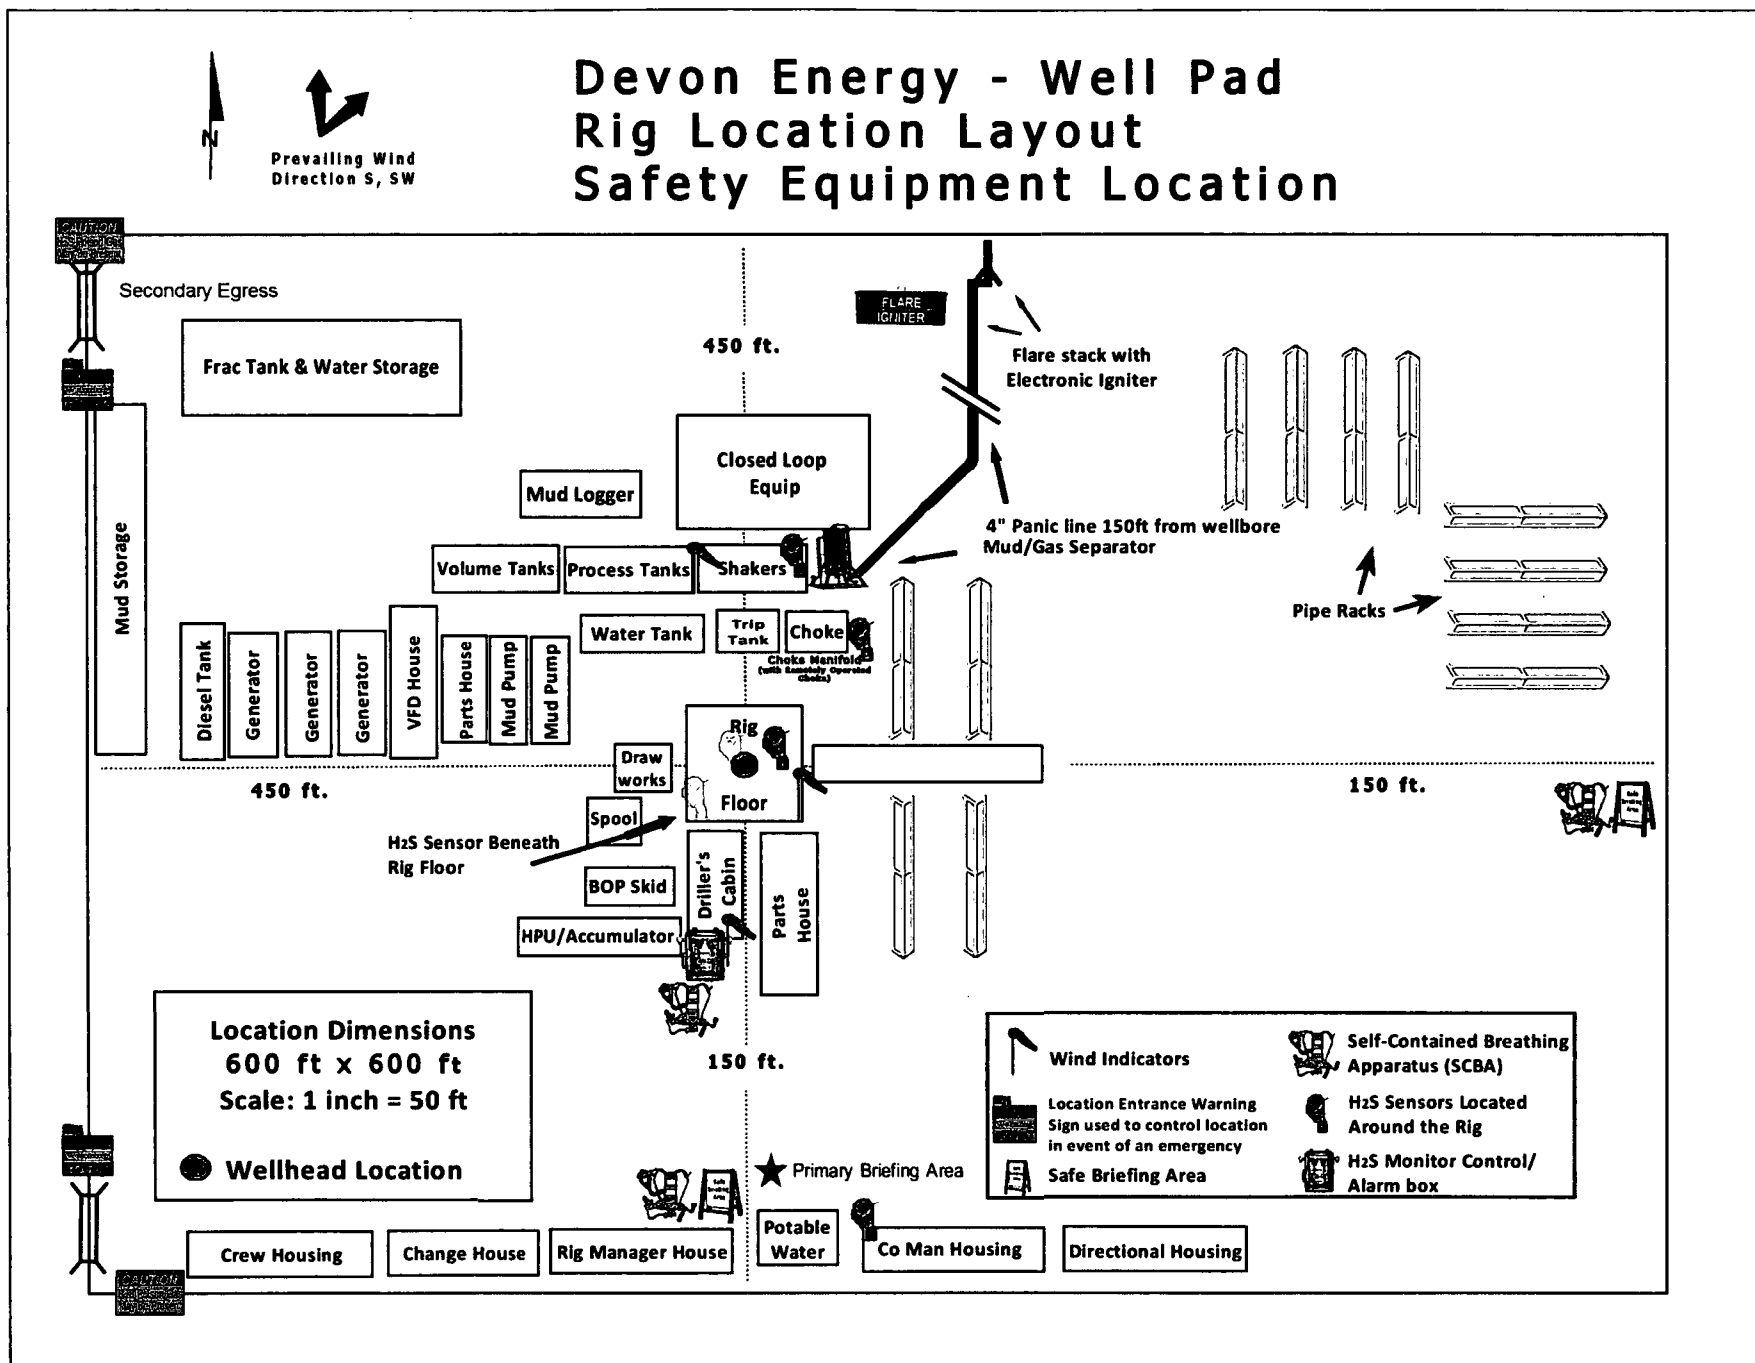 Devon Energy - Well Pad
Rig Location Layout
Safety Equipment Location
N
Prevailing Wind
Direction S, SW
CAUTION
Secondary Egress
FLARE
IGNITER
450 ft.
Frac Tank & Water Storage
Flare stack with
Electronic Igniter
Closed Loop
Equip
Mud Logger
4" Panic line 150ft from wellbore
Mud/Gas Separator
Mud Storage
Volume Tanks
Process Tanks
Shakers
Pipe Racks
Water Tank
Trip
Tank
Choke
Choke Manifold
(with Remotely Operated
Choke)
Diesel Tank
Generator
Generator
Generator
VFD House
Parts House
Mud Pump
Mud Pump
Rig
Floor
Draw
works
450 ft.
150 ft.
Spool
H2S Sensor Beneath
Rig Floor
BOP Skid
Driller's
Cabin
Parts
House
HPU/Accumulator
Location Dimensions
600 ft x 600 ft
Scale: 1 inch = 50 ft
Wellhead Location
150 ft.
Wind Indicators
Location Entrance Warning
Sign used to control location
in event of an emergency
Safe Briefing Area
Self-Contained Breathing
Apparatus (SCBA)
H2S Sensors Located
Around the Rig
H2S Monitor Control/
Alarm box
Primary Briefing Area
Crew Housing
Change House
Rig Manager House
Potable
Water
Co Man Housing
Directional Housing
CAUTION